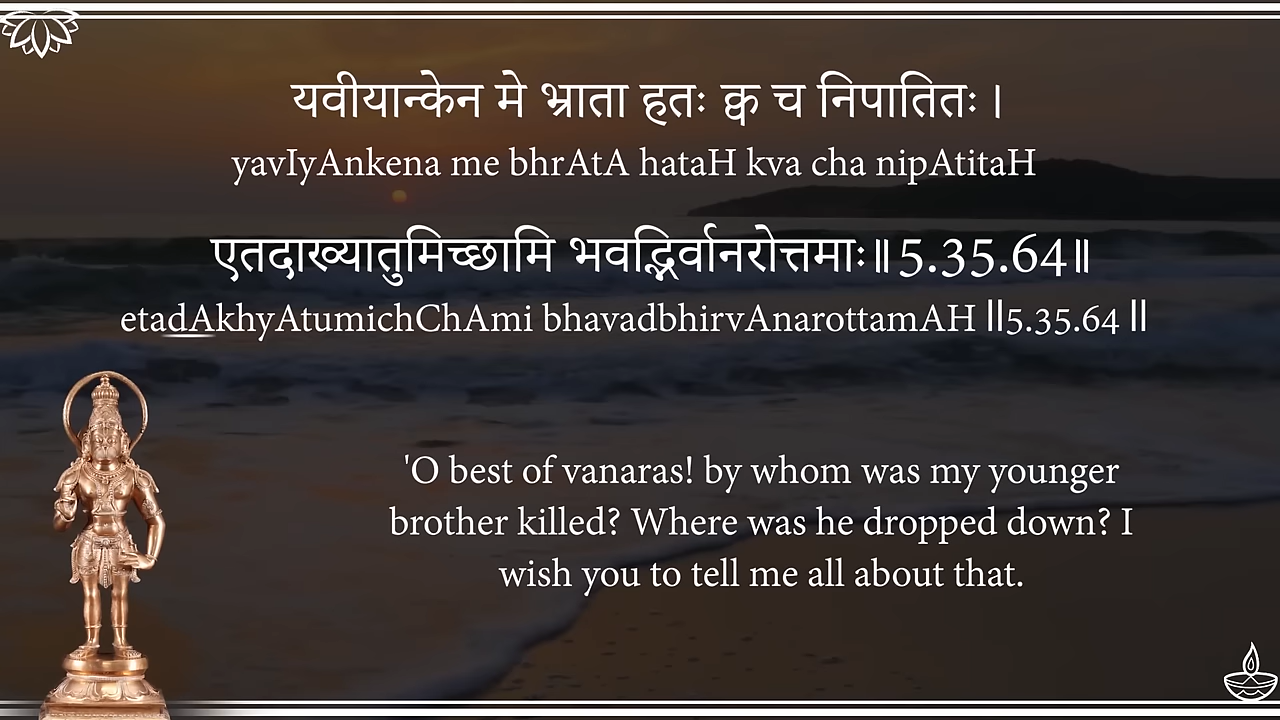 यवीयान्केन मे भ्राता हतः क्व च निपातितः ।
yavIyAnkena me bhrAtA hataH kva cha nipAtitaH
एतदाख्यातुमिच्छामि भवद्भिर्वानरोत्तमाः॥5.35.64॥
etadAkhyAtumichChAmi bhavadbhirvAnarottamAH ॥5.35.64 ॥
'O best of vanaras! by whom was my younger
brother killed? Where was he dropped down? I
wish you to tell me all about that.